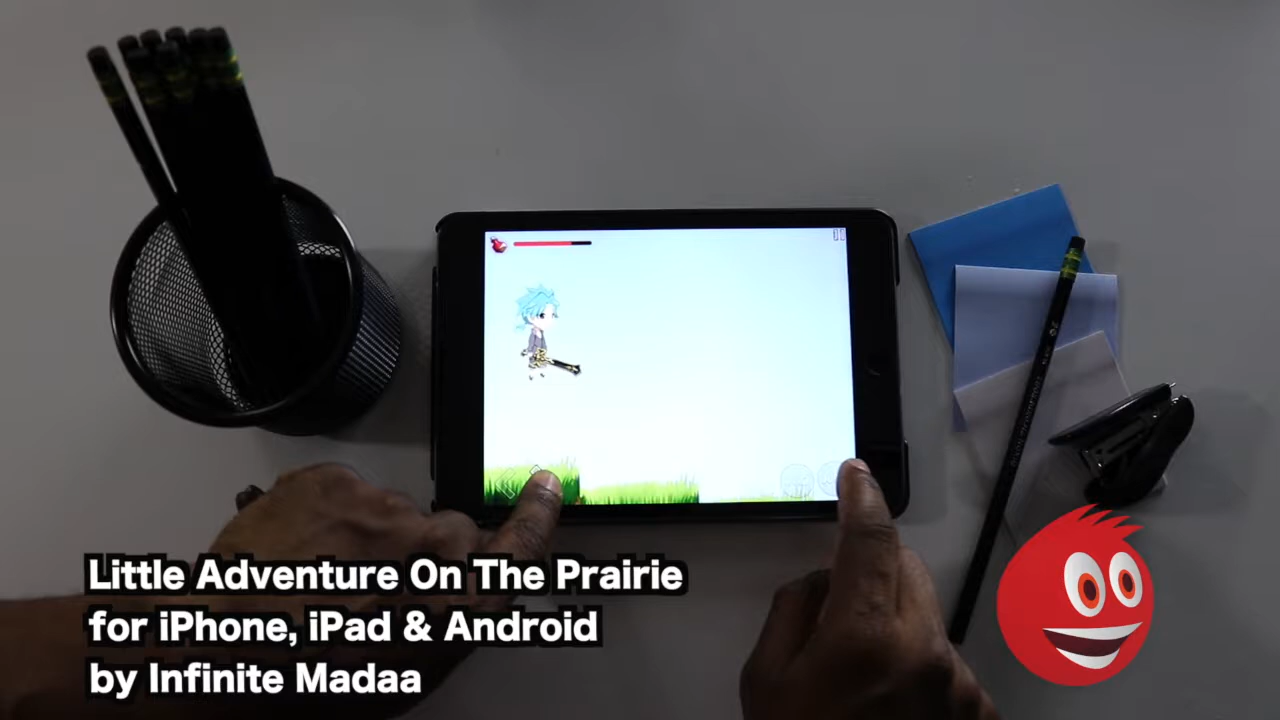 Little Adventure On The Prairie
for iPhone, iPad & Android
by Infinite Madaa